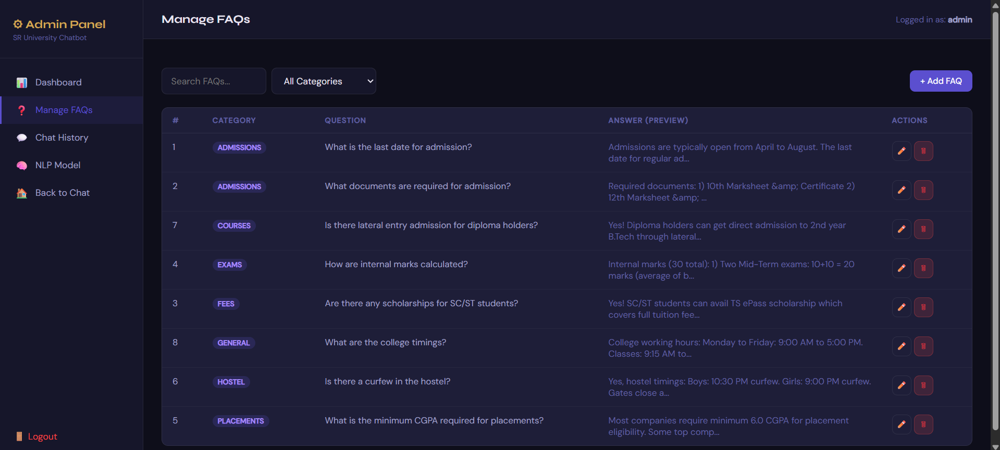 ⚙ Admin Panel
SR University Chatbot
Dashboard
Manage FAQs
Chat History
NLP Model
Back to Chat
Logout
Manage FAQs
Logged in as: admin
Search FAQs...
All Categories
+ Add FAQ
# CATEGORY QUESTION ANSWER (PREVIEW) ACTIONS
1 ADMISSIONS What is the last date for admission? Admissions are typically open from April to August. The last
date for regular ad...
2 ADMISSIONS What documents are required for admission? Required documents: 1) 10th Marksheet &amp; Certificate 2)
12th Marksheet &amp; ...
7 COURSES Is there lateral entry admission for diploma holders? Yes! Diploma holders can get direct admission to 2nd year
B.Tech through lateral...
4 EXAMS How are internal marks calculated? Internal marks (30 total): 1) Two Mid-Term exams: 10+10 = 20
marks (average of b...
3 FEES Are there any scholarships for SC/ST students? Yes! SC/ST students can avail TS ePass scholarship which
covers full tuition fee...
8 GENERAL What are the college timings? College working hours: Monday to Friday: 9:00 AM to 5:00 PM.
Classes: 9:15 AM to...
6 HOSTEL Is there a curfew in the hostel? Yes, hostel timings: Boys: 10:30 PM curfew. Girls: 9:00 PM curfew.
Gates close a...
5 PLACEMENTS What is the minimum CGPA required for placements? Most companies require minimum 6.0 CGPA for placement
eligibility. Some top comp...